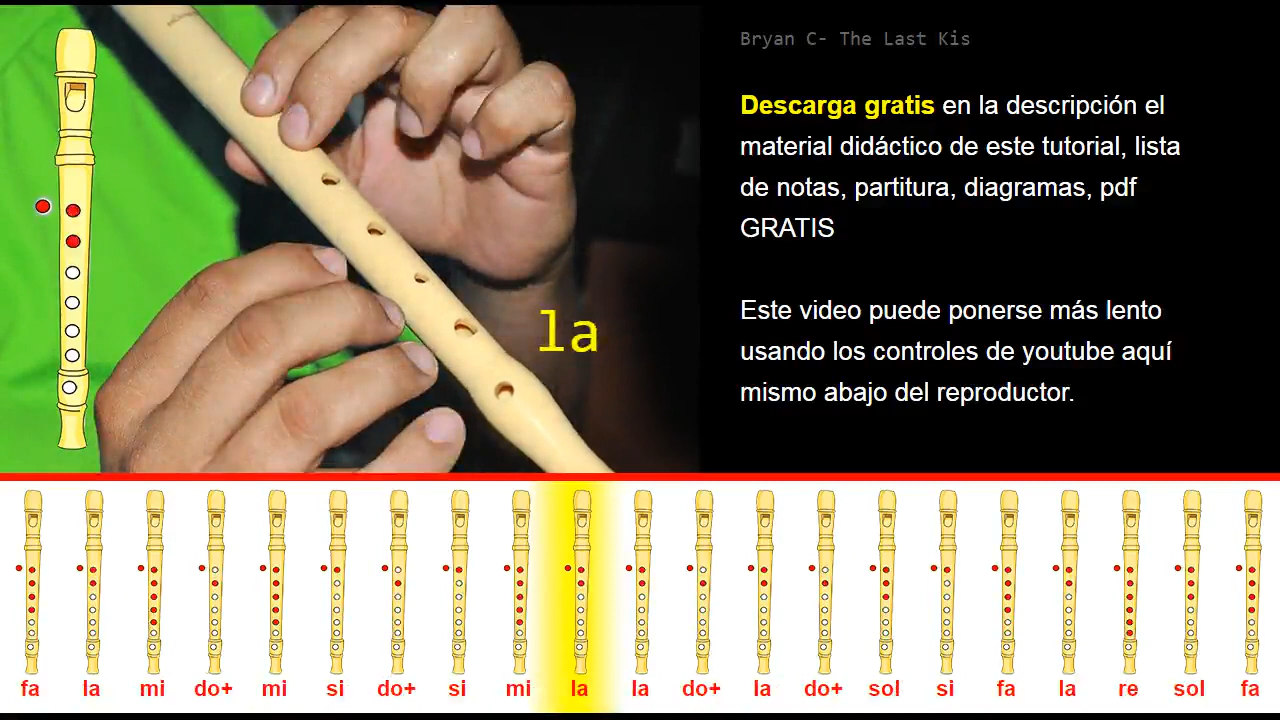 Bryan C- The Last Kis
Descarga gratis en la descripción el
material didáctico de este tutorial, lista
de notas, partitura, diagramas, pdf
GRATIS
Este video puede ponerse más lento
usando los controles de youtube aquí
mismo abajo del reproductor.
la
fa la mi do+ mi si do+ si mi la la do+ la do+ sol si fa la re sol fa